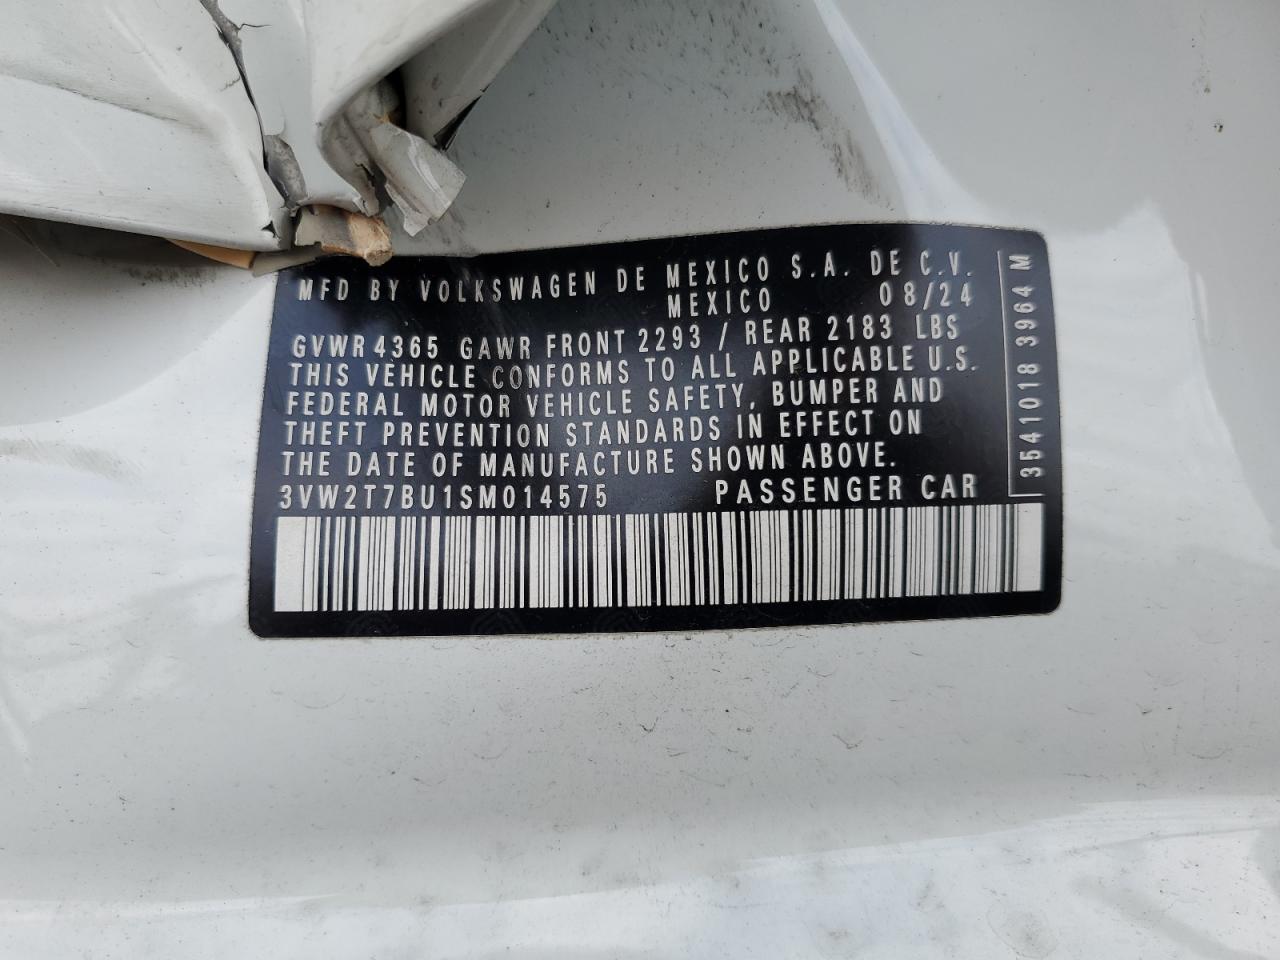 MFD BY VOLKSWAGEN DE MEXICO S.A. DE C.V.
MEXICO 08/24
GVWR 4365 GAWR FRONT 2293 / REAR 2183 LBS
THIS VEHICLE CONFORMS TO ALL APPLICABLE U.S.
FEDERAL MOTOR VEHICLE SAFETY, BUMPER AND
THEFT PREVENTION STANDARDS IN EFFECT ON
THE DATE OF MANUFACTURE SHOWN ABOVE.
3VW2T7BU1SM014575 PASSENGER CAR
3541018 3964 M